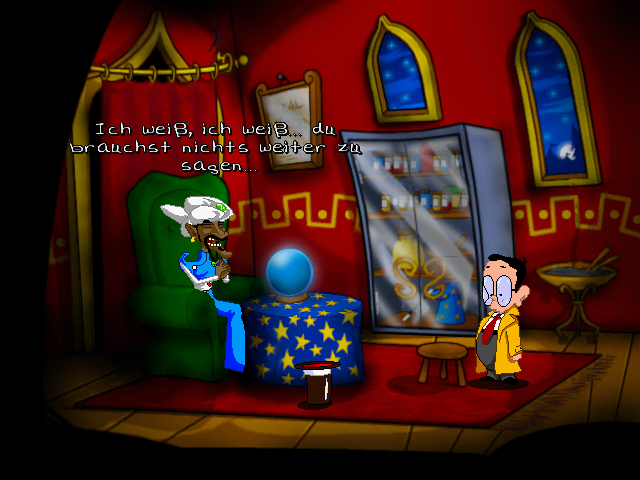 Ich weiß, ich weiß... du
brauchst nichts weiter zu
sagen...